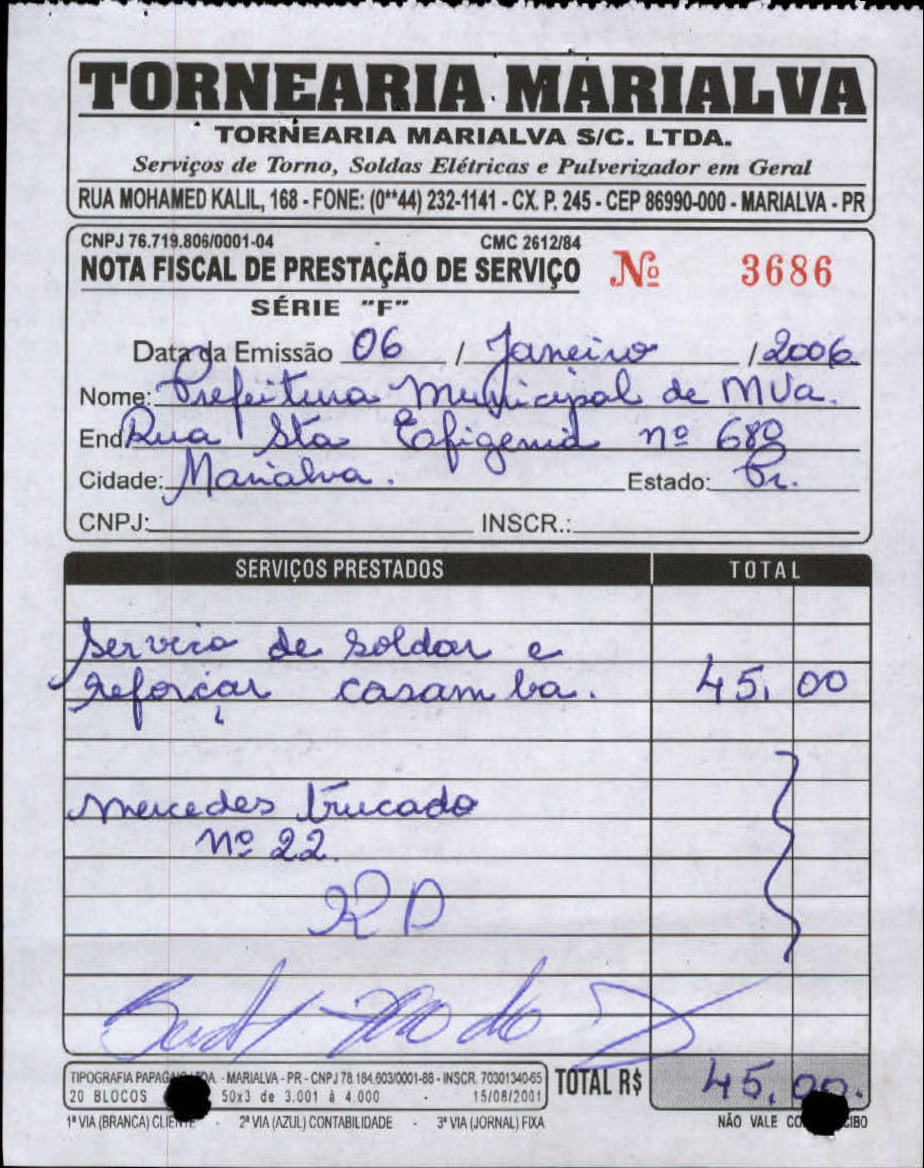 TORNEARIA MARIALVA
TORNEARIA MARIALVA S/C. LTDA.
Serviços de Torno, Soldas Elétricas e Pulverizador em Geral
RUA MOHAMED KALIL, 168 - FONE: (0**44) 232-1141 - CX. P. 245 - CEP 86990-000 - MARIALVA - PR
CNPJ 76.719.806/0001-04 CMC 2612/84
NOTA FISCAL DE PRESTAÇÃO DE SERVIÇO Nº 3686
SÉRIE "F"
Data da Emissão 06 / Janeiro / 2006
Nome: Prefeitura Municipal de MVa.
End. Rua Sta Eafigenia nº 680
Cidade: Marialva. Estado: Pr.
CNPJ: INSCR.:
SERVIÇOS PRESTADOS TOTAL
Servcio de Soldar e
reforçar casamba. 45,00
Mercedes trucado
nº 22.
TIPOGRAFIA LTDA. - MARIALVA - PR - CNPJ 78.184.603/0001-88 - INSCR. 70301340-65
20 BLOCOS 50x3 de 3.001 à 4.000 - 15/08/2001
TOTAL R$ 45,00.
1ª VIA (BRANCA) CLIENTE - 2ª VIA (AZUL) CONTABILIDADE - 3ª VIA (JORNAL) FIXA NÃO VALE